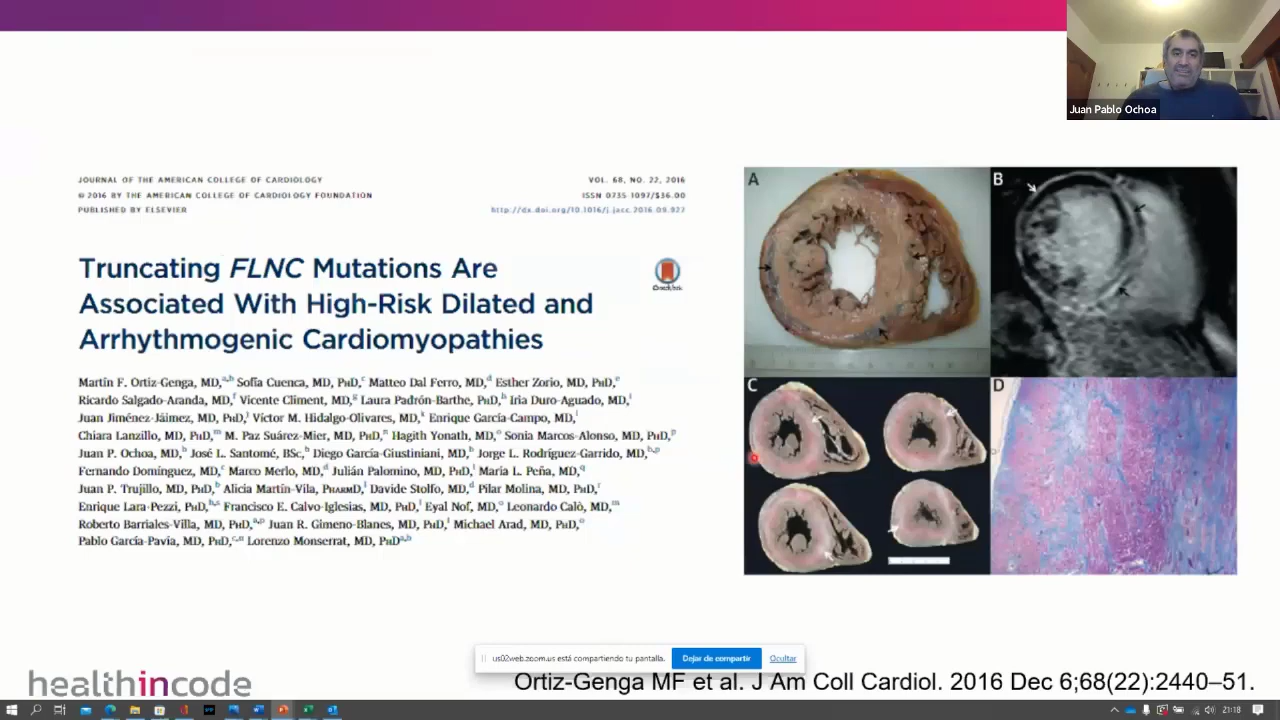 Juan Pablo Ochoa
JOURNAL OF THE AMERICAN COLLEGE OF CARDIOLOGY
© 2016 BY THE AMERICAN COLLEGE OF CARDIOLOGY FOUNDATION
PUBLISHED BY ELSEVIER
VOL. 68, NO. 22, 2016
ISSN 0735-1097/$36.00
http://dx.doi.org/10.1016/j.jacc.2016.09.927
Truncating FLNC Mutations Are
Associated With High-Risk Dilated and
Arrhythmogenic Cardiomyopathies
Martín F. Ortiz-Genga, MD,a,b Sofía Cuenca, MD, PhD,c Matteo Dal Ferro, MD,d Esther Zorio, MD, PhD,e
Ricardo Salgado-Aranda, MD,f Vicente Climent, MD,g Laura Padrón-Barthe, PhD,h Iria Duro-Aguado, MD,i
Juan Jiménez-Jáimez, MD, PhD,j Víctor M. Hidalgo-Olivares, MD,k Enrique García-Campo, MD,l
Chiara Lanzillo, MD, PhD,m M. Paz Suárez-Mier, MD, PhD,n Hagith Yonath, MD,o Sonia Marcos-Alonso, MD, PhD,p
Juan P. Ochoa, MD,b José L. Santomé, BSc,b Diego García-Giustiniani, MD,b Jorge L. Rodríguez-Garrido, MD,b,p
Fernando Domínguez, MD,c Marco Merlo, MD,d Julián Palomino, MD, PhD,l María L. Peña, MD,q
Juan P. Trujillo, MD, PhD,b Alicia Martín-Vila, PharmD,l Davide Stolfo, MD,d Pilar Molina, MD, PhD,r
Enrique Lara-Pezzi, PhD,h,s Francisco E. Calvo-Iglesias, MD, PhD,l Eyal Nof, MD,o Leonardo Calò, MD,m
Roberto Barriales-Villa, MD, PhD,a,p Juan R. Gimeno-Blanes, MD, PhD,l Michael Arad, MD, PhD,o
Pablo García-Pavía, MD, PhD,c,u Lorenzo Monserrat, MD, PhDa,b
A
B
C
D
us02web.zoom.us está compartiendo tu pantalla.
Dejar de compartir
Ocultar
healthincode
Ortiz-Genga MF et al. J Am Coll Cardiol. 2016 Dec 6;68(22):2440–51.
21:18